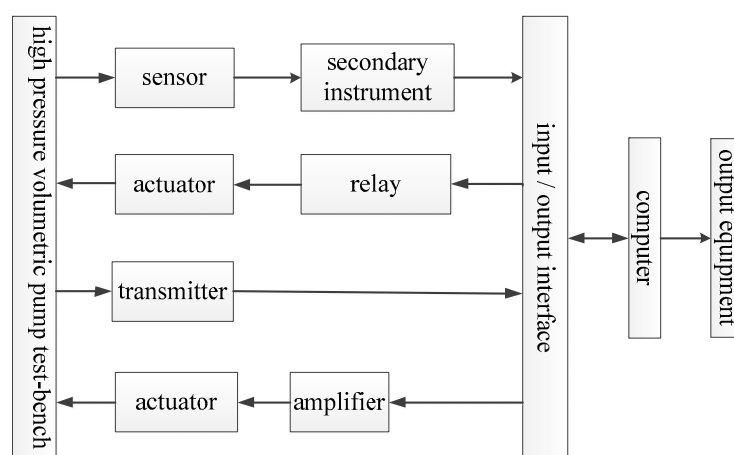 high pressure volumetric pump test-bench
sensor
secondary
instrument
actuator
relay
transmitter
actuator
amplifier
input / output interface
computer
output equipment